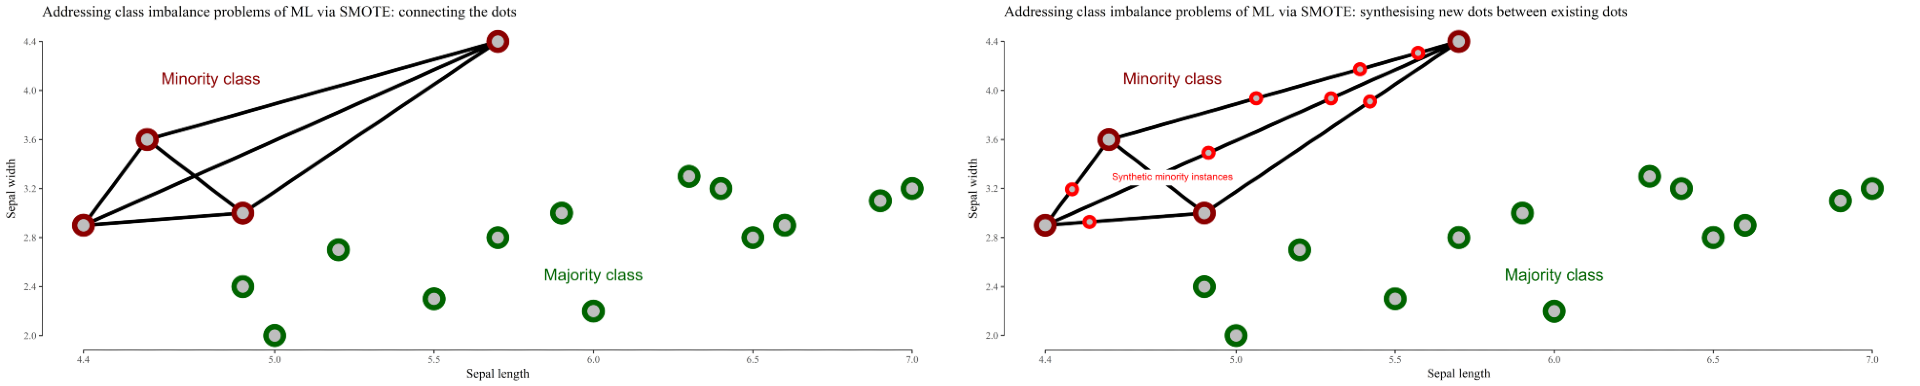 Addressing class imbalance problems of ML via SMOTE: connecting the dots
4.4
4.0
3.6
3.2
2.8
2.4
2.0
Sepal width
Minority class
Majority class
4.4
5.0
5.5
6.0
6.5
7.0
Sepal length
Addressing class imbalance problems of ML via SMOTE: synthesising new dots between existing dots
4.4
4.0
3.6
3.2
2.8
2.4
2.0
Sepal width
Minority class
Synthetic minority instances
Majority class
4.4
5.0
5.5
6.0
6.5
7.0
Sepal length